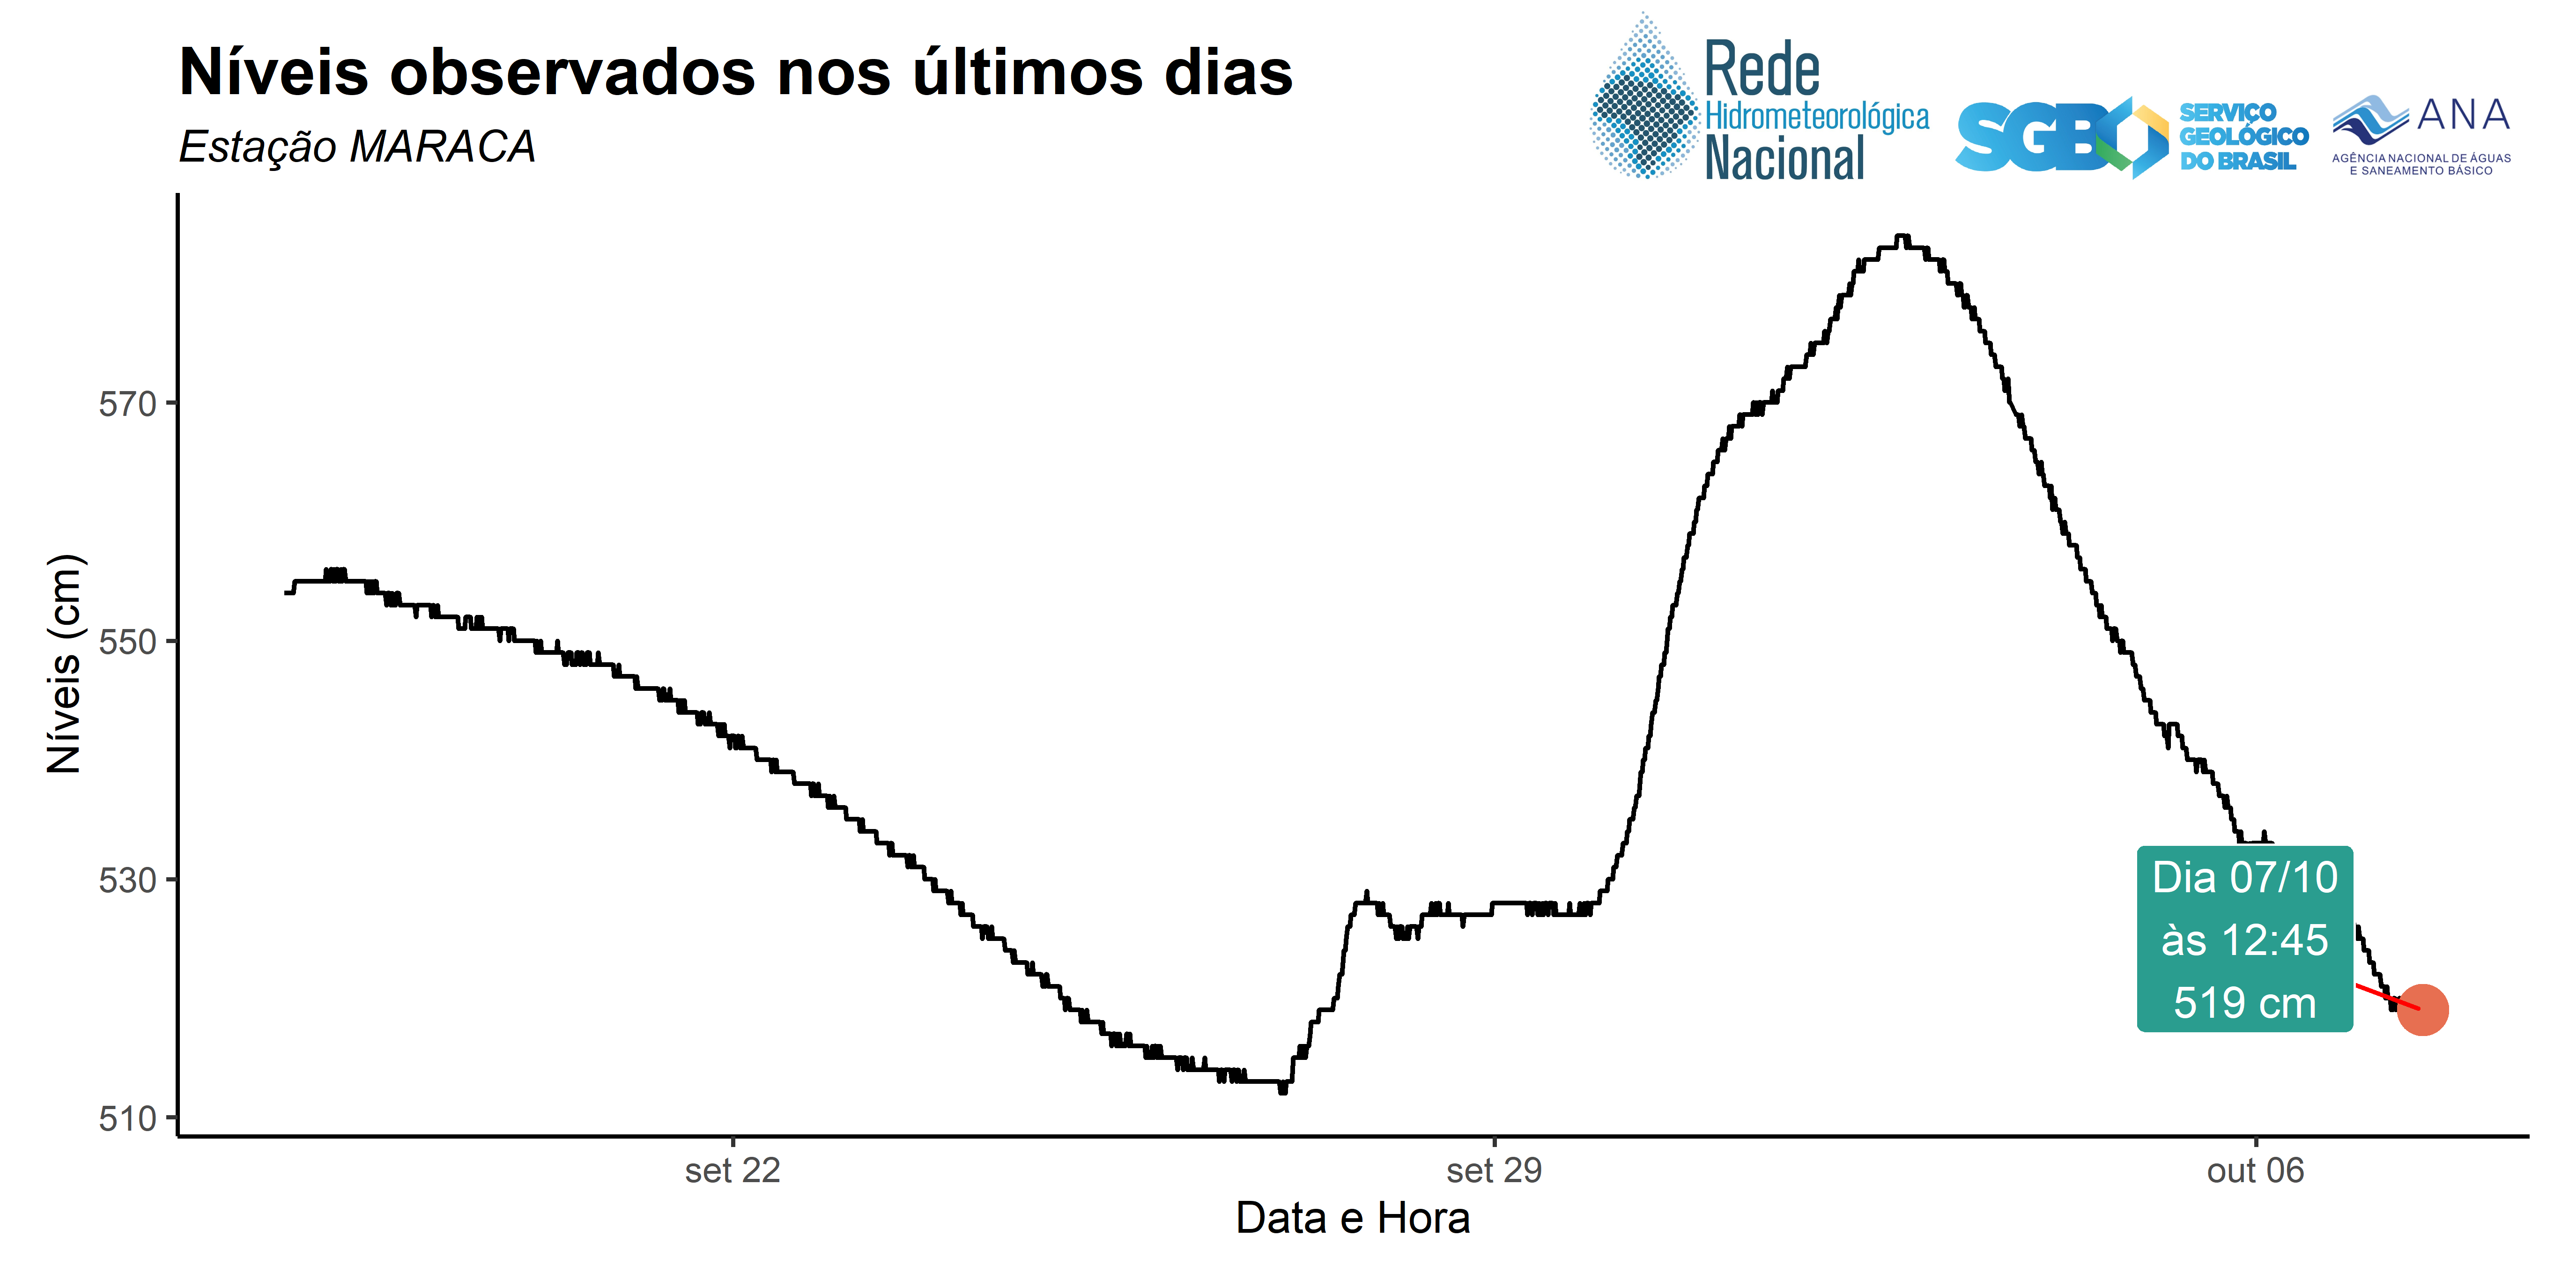 Níveis observados nos últimos dias
Estação MARACA
Rede
Hidrometeorológica
Nacional
SGB
SERVIÇO
GEOLÓGICO
DO BRASIL
ANA
AGÊNCIA NACIONAL DE ÁGUAS
E SANEAMENTO BÁSICO
Níveis (cm)
570
550
530
510
Dia 07/10
às 12:45
519 cm
set 22
set 29
out 06
Data e Hora